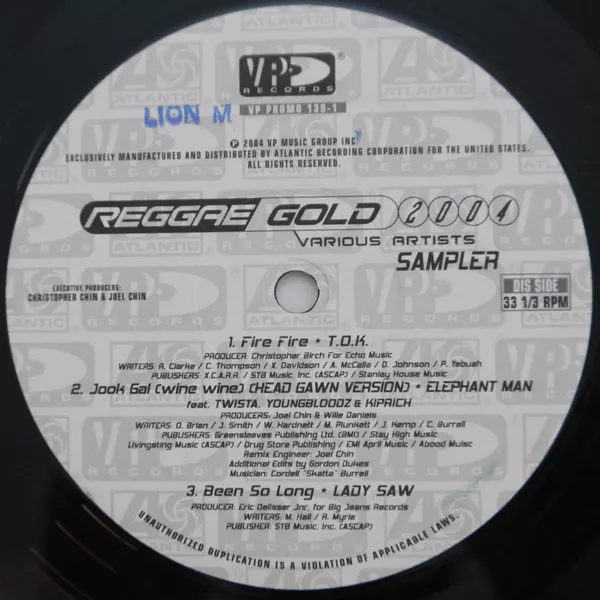 VP®
RECORDS
LION M
VP PROMO 139-1
℗ 2004 VP MUSIC GROUP INC.
EXCLUSIVELY MANUFACTURED AND DISTRIBUTED BY ATLANTIC RECORDING CORPORATION FOR THE UNITED STATES.
ALL RIGHTS RESERVED.
REGGAE GOLD 2004
VARIOUS ARTISTS
SAMPLER
EXECUTIVE PRODUCERS:
CHRISTOPHER CHIN & JOEL CHIN
DIS SIDE
33 1/3 RPM
1. Fire Fire * T.O.K.
PRODUCER: Christopher Birch For Echo Music
WRITERS: R. Clarke / C. Thompson / X. Davidson / A. McCalla / D. Johnson / P. Yebuah
PUBLISHERS: X.C.A.R.R. / STB Music, Inc. (ASCAP) / Stanley House Music
2. Jook Gal (wine wine) (HEAD GAWN VERSION) * ELEPHANT MAN
feat. TWISTA, YOUNGBLOODZ & KIPRICH
PRODUCERS: Joel Chin & Wille Daniels
WRITERS: O. Brian / J. Smith / W. Hardnett / M. Plunkett / J. Kemp / C. Burrell
PUBLISHERS: Greensleeves Publishing Ltd. (BMI) / Stay High Music
Livingsting Music (ASCAP) / Drug Store Publishing / EMI April Music / Abood Muisc
Remix Engineer: Joel Chin
Additional Edits by Gordon Dukes
Musician: Cordell "Skatta" Burrell
3. Been So Long * LADY SAW
PRODUCER: Eric Delisser Jnr. for Big Jeans Records
WRITERS: M. Hall / R. Myrie
PUBLISHER: STB Music, Inc. (ASCAP)
UNAUTHORIZED DUPLICATION IS A VIOLATION OF APPLICABLE LAWS.